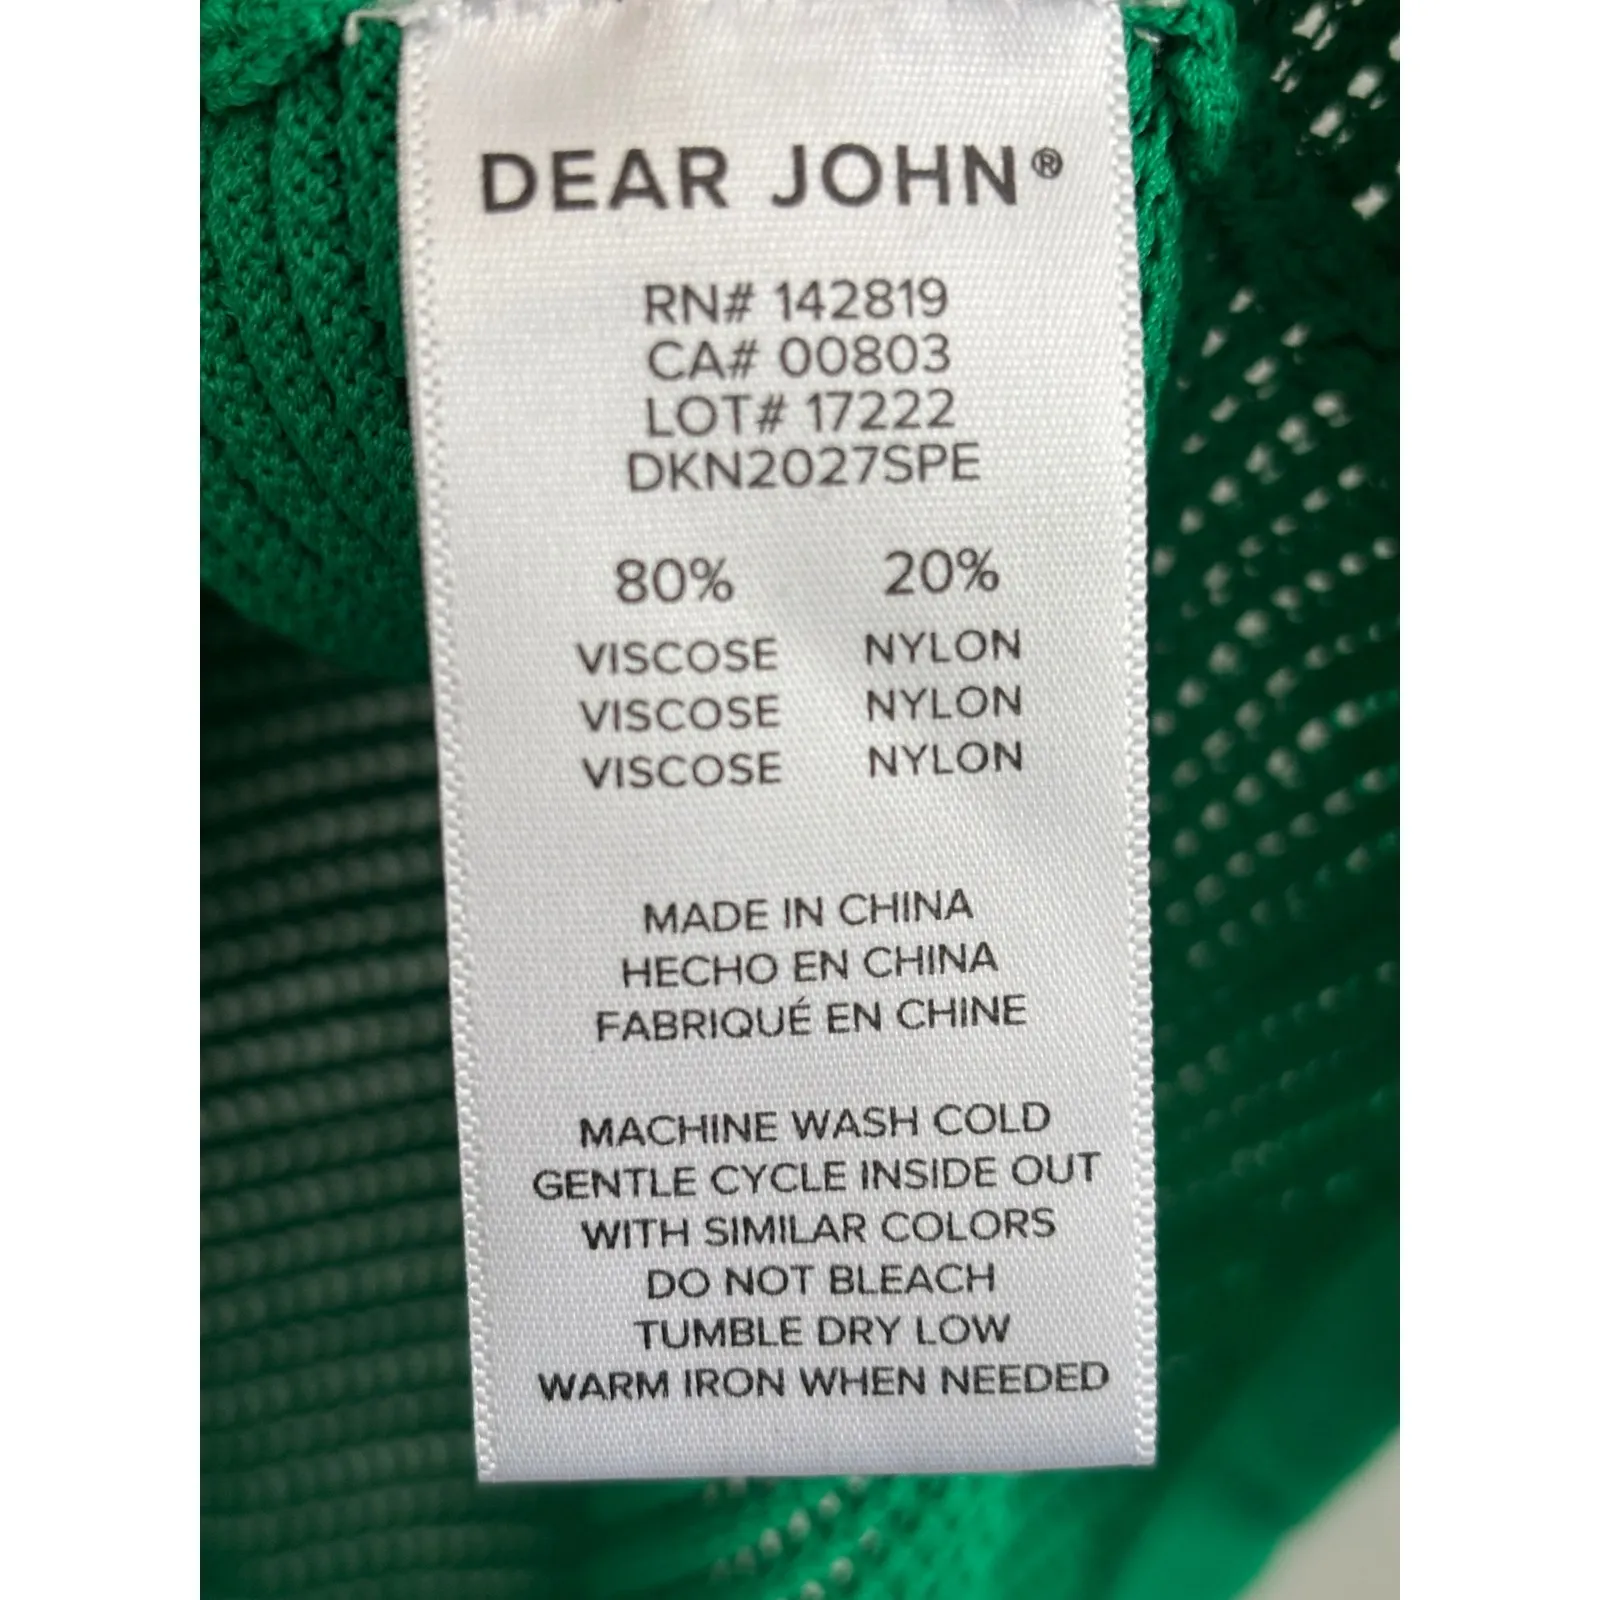 DEAR JOHN®
RN# 142819
CA# 00803
LOT# 17222
DKN2027SPE
80% 20%
VISCOSE NYLON
VISCOSE NYLON
VISCOSE NYLON
MADE IN CHINA
HECHO EN CHINA
FABRIQUÉ EN CHINE
MACHINE WASH COLD
GENTLE CYCLE INSIDE OUT
WITH SIMILAR COLORS
DO NOT BLEACH
TUMBLE DRY LOW
WARM IRON WHEN NEEDED